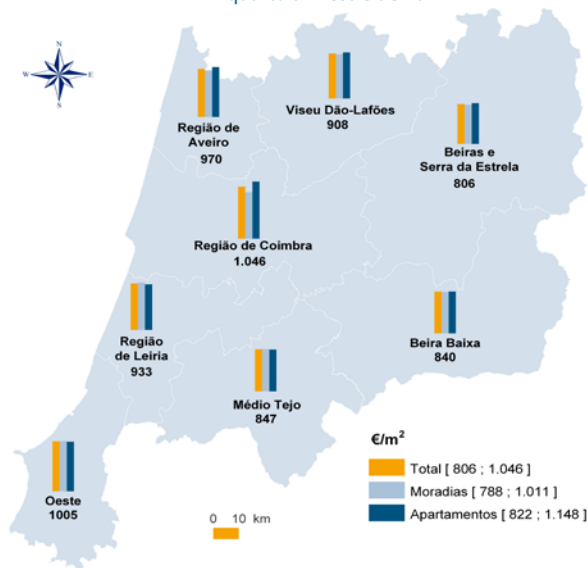 N
W E
S
Região de
Aveiro
970
Viseu Dão-Lafões
908
Beiras e
Serra da Estrela
806
Região de Coimbra
1.046
Região
de Leiria
933
Beira Baixa
840
Médio Tejo
847
Oeste
1005
€/m²
Total [ 806 ; 1.046 ]
Moradias [ 788 ; 1.011 ]
Apartamentos [ 822 ; 1.148 ]
0 10 km